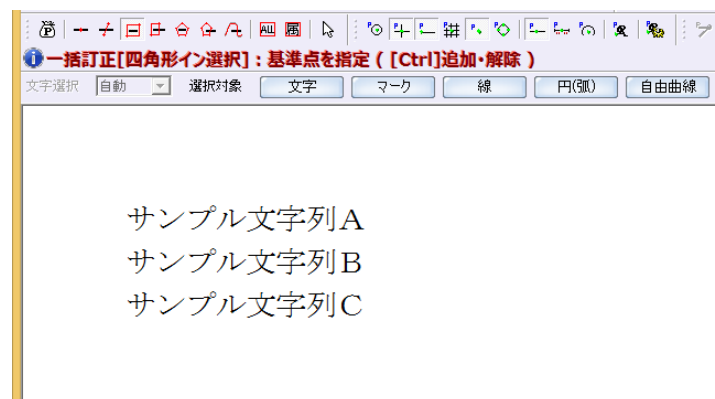 ALL
一括訂正[四角形イン選択]：基準点を指定 ( [Ctrl]追加・解除 )
文字選択 自動 選択対象 文字 マーク 線 円(弧) 自由曲線
サンプル文字列A
サンプル文字列B
サンプル文字列C